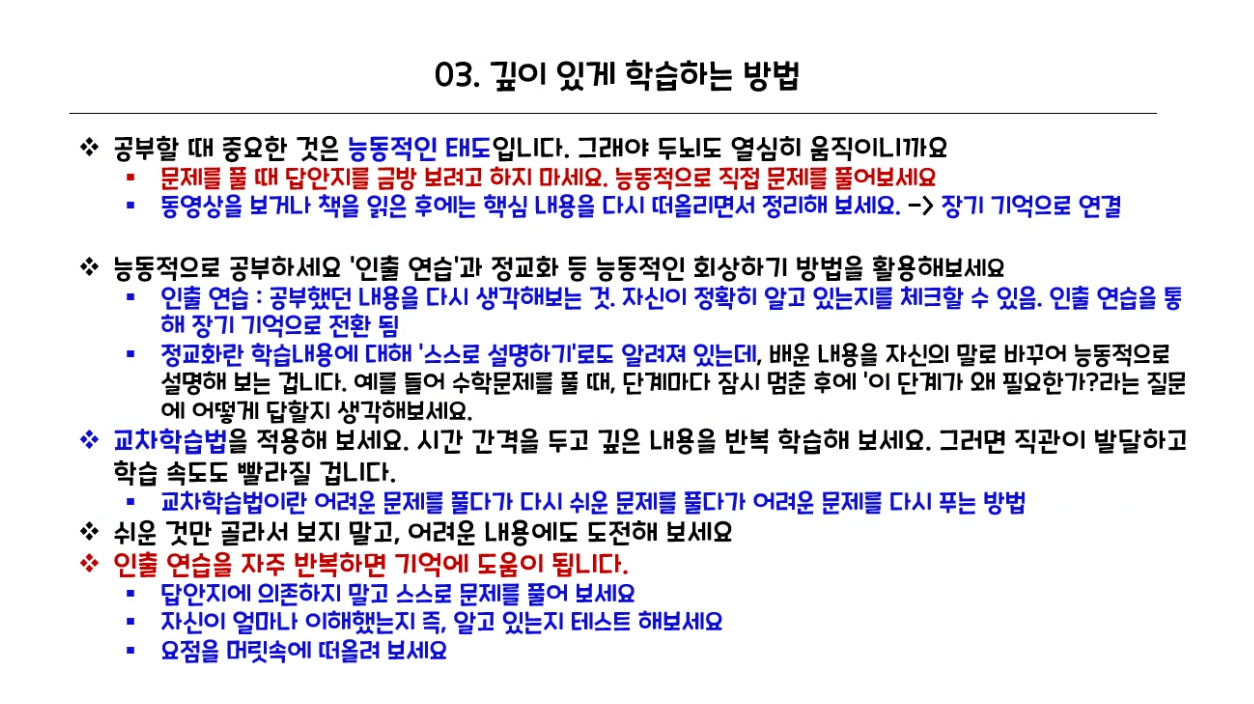 03. 깊이 있게 학습하는 방법
❖ 공부할 때 중요한 것은 능동적인 태도입니다. 그래야 두뇌도 열심히 움직이니까요
▪ 문제를 풀 때 답안지를 금방 보려고 하지 마세요. 능동적으로 직접 문제를 풀어보세요
▪ 동영상을 보거나 책을 읽은 후에는 핵심 내용을 다시 떠올리면서 정리해 보세요. -> 장기 기억으로 연결
❖ 능동적으로 공부하세요 '인출 연습'과 정교화 등 능동적인 회상하기 방법을 활용해보세요
▪ 인출 연습 : 공부했던 내용을 다시 생각해보는 것. 자신이 정확히 알고 있는지를 체크할 수 있음. 인출 연습을 통
해 장기 기억으로 전환 됨
▪ 정교화란 학습내용에 대해 '스스로 설명하기'로도 알려져 있는데, 배운 내용을 자신의 말로 바꾸어 능동적으로
설명해 보는 겁니다. 예를 들어 수학문제를 풀 때, 단계마다 잠시 멈춘 후에 '이 단계가 왜 필요한가?라는 질문
에 어떻게 답할지 생각해보세요.
❖ 교차학습법을 적용해 보세요. 시간 간격을 두고 깊은 내용을 반복 학습해 보세요. 그러면 직관이 발달하고
학습 속도도 빨라질 겁니다.
▪ 교차학습법이란 어려운 문제를 풀다가 다시 쉬운 문제를 풀다가 어려운 문제를 다시 푸는 방법
❖ 쉬운 것만 골라서 보지 말고, 어려운 내용에도 도전해 보세요
❖ 인출 연습을 자주 반복하면 기억에 도움이 됩니다.
▪ 답안지에 의존하지 말고 스스로 문제를 풀어 보세요
▪ 자신이 얼마나 이해했는지 즉, 알고 있는지 테스트 해보세요
▪ 요점을 머릿속에 떠올려 보세요